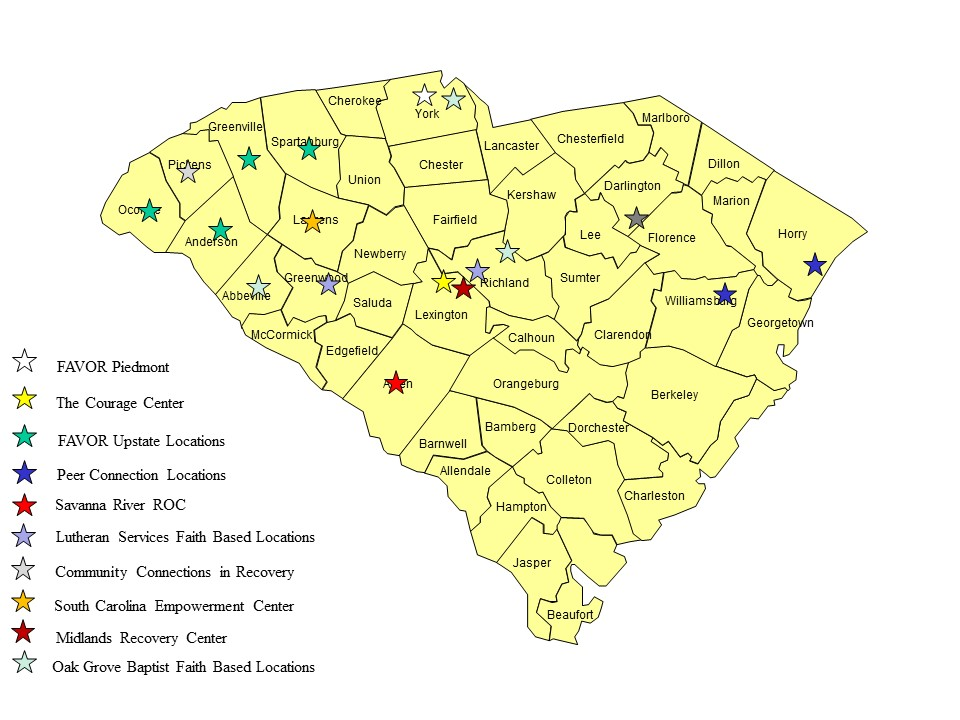 Cherokee
York
Greenville
Spartanburg
Marlboro
Chesterfield
Lancaster
Pickens
Chester
Dillon
Union
Kershaw
Darlington
Marion
Oconee
Laurens
Fairfield
Lee
Florence
Horry
Anderson
Newberry
Greenwood
Richland
Sumter
Abbeville
Saluda
Williamsburg
Lexington
Georgetown
McCormick
Calhoun
Clarendon
Edgefield
FAVOR Piedmont
Aiken
Orangeburg
Berkeley
The Courage Center
Bamberg
Dorchester
FAVOR Upstate Locations
Barnwell
Allendale
Peer Connection Locations
Colleton
Charleston
Savanna River ROC
Hampton
Lutheran Services Faith Based Locations
Jasper
Community Connections in Recovery
South Carolina Empowerment Center
Beaufort
Midlands Recovery Center
Oak Grove Baptist Faith Based Locations